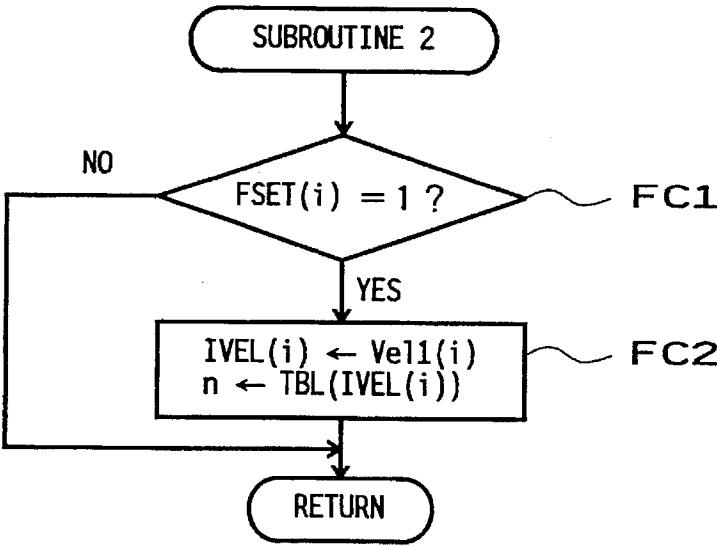 SUBROUTINE 2
NO
FSET(i) = 1 ?
FC1
YES
IVEL(i) ← Vel1(i)
n ← TBL(IVEL(i))
FC2
RETURN